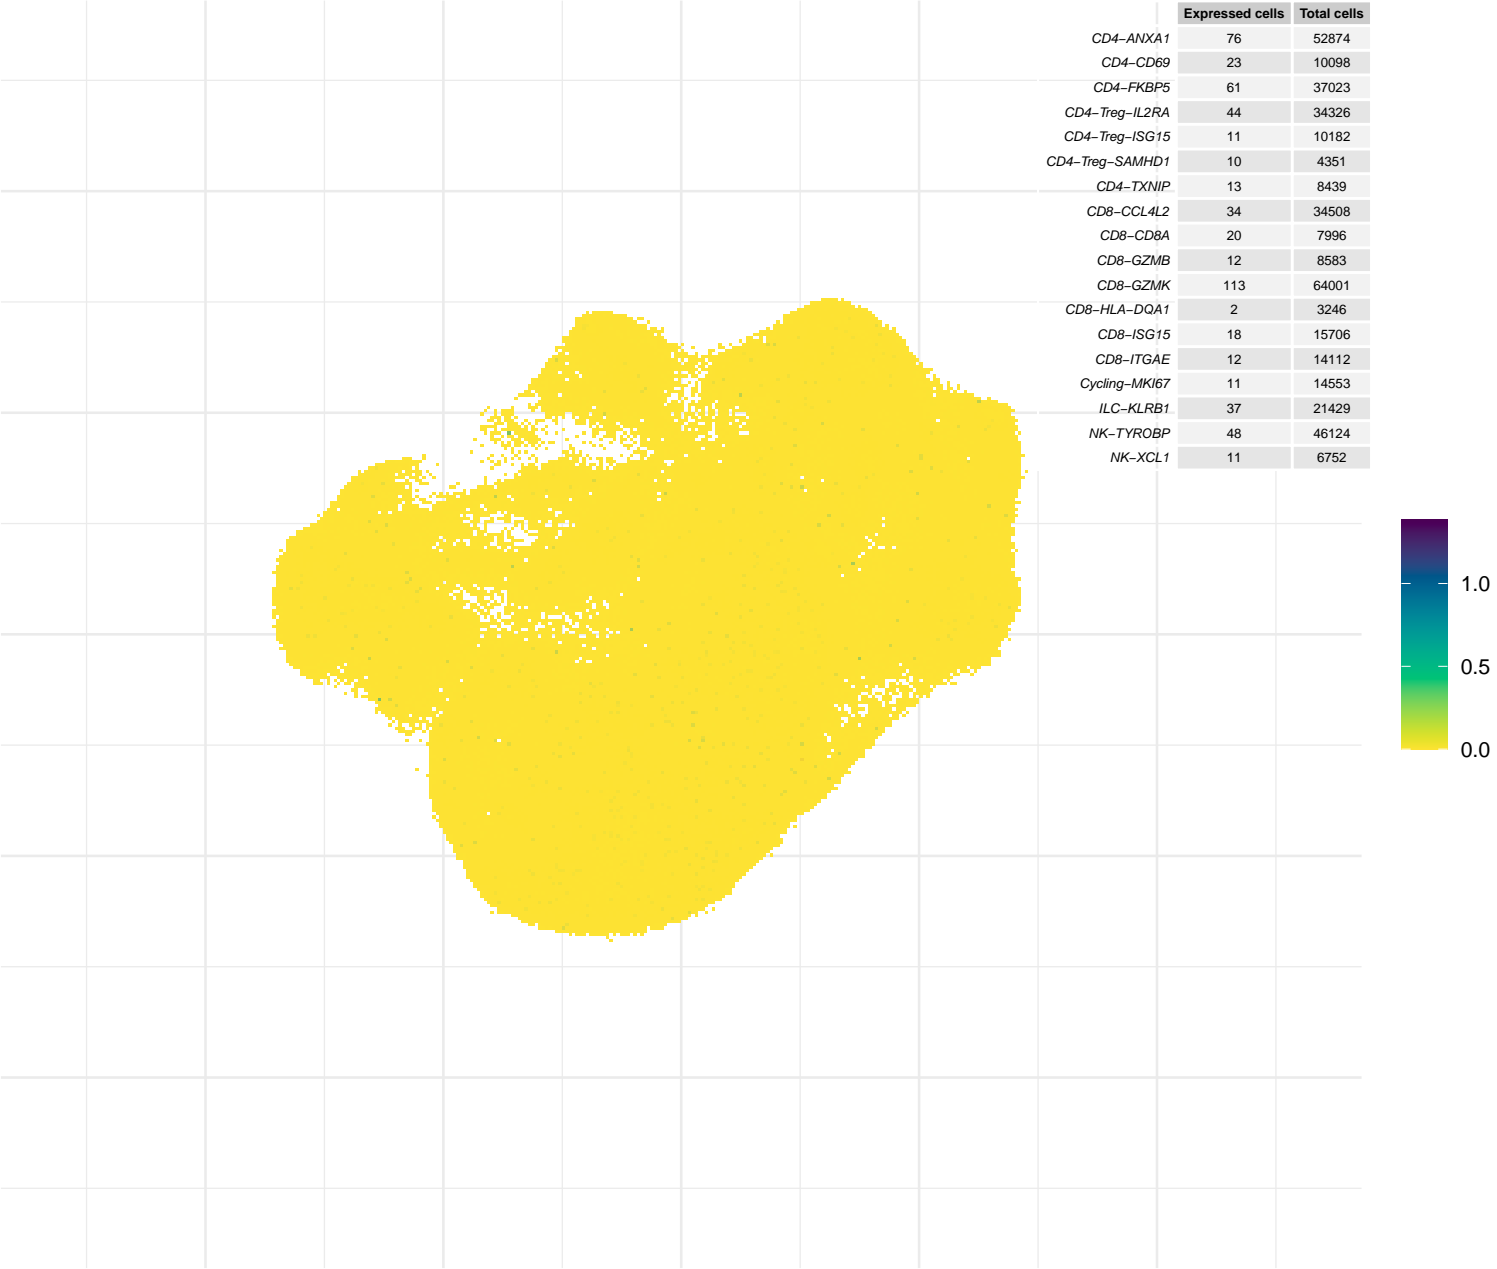 Expressed cells Total cells
CD4−ANXA1 76 52874
CD4−CD69 23 10098
CD4−FKBP5 61 37023
CD4−Treg−IL2RA 44 34326
CD4−Treg−ISG15 11 10182
CD4−Treg−SAMHD1 10 4351
CD4−TXNIP 13 8439
CD8−CCL4L2 34 34508
CD8−CD8A 20 7996
CD8−GZMB 12 8583
CD8−GZMK 113 64001
CD8−HLA−DQA1 2 3246
CD8−ISG15 18 15706
CD8−ITGAE 12 14112
Cycling−MKI67 11 14553
ILC−KLRB1 37 21429
NK−TYROBP 48 46124
NK−XCL1 11 6752
1.0
0.5
0.0